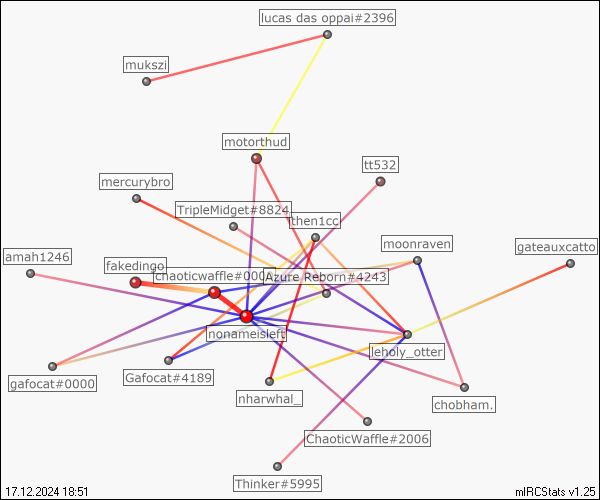 lucas das oppai#2396
mukszi
motorthud
tt532
mercurybro
TripleMidget#8824
then1cc
moonraven
gateauxcatto
amah1246
fakedingo
chaoticwaffle#000
Azure Reborn#4243
nonameisleft
leholy_otter
gafocat#0000
Gafocat#4189
nharwhal_
chobham.
ChaoticWaffle#2006
Thinker#5995
17.12.2024 18:51
mIRCStats v1.25